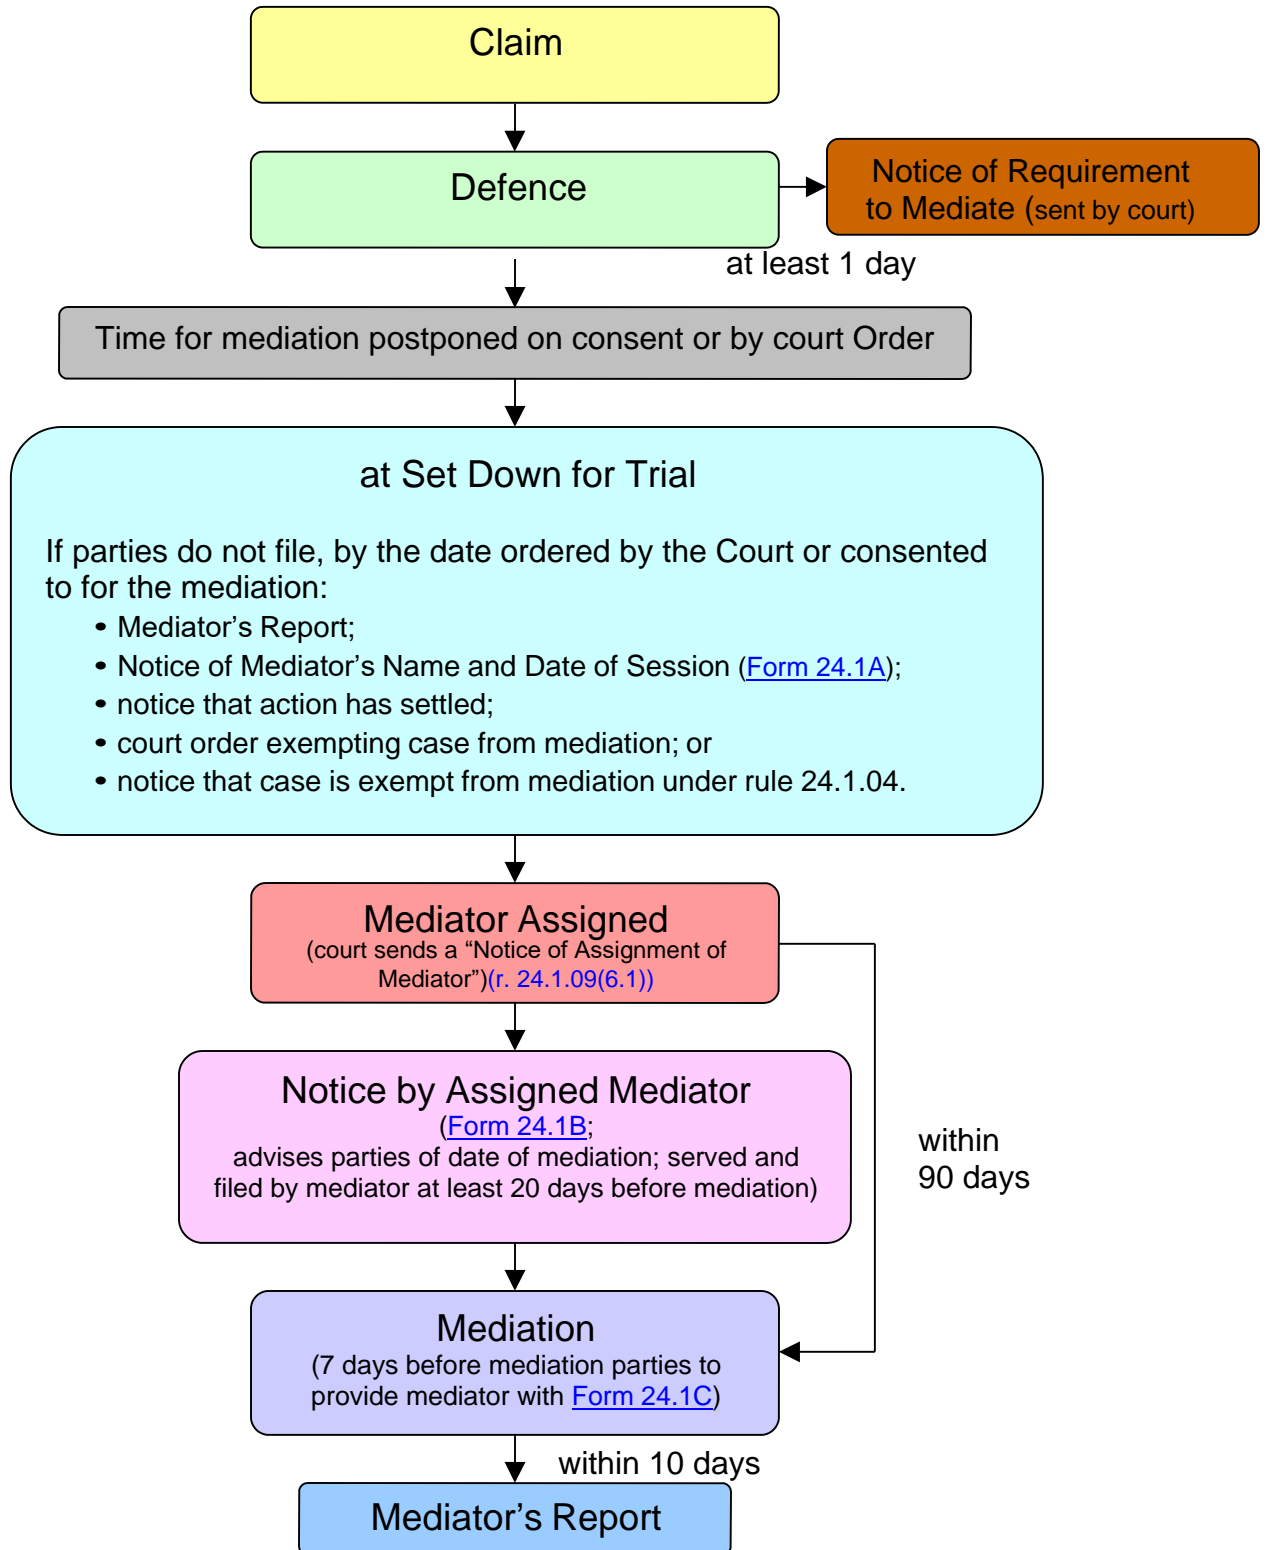 Claim
Defence
Notice of Requirement
to Mediate (sent by court)
at least 1 day
Time for mediation postponed on consent or by court Order
at Set Down for Trial
If parties do not file, by the date ordered by the Court or consented
to for the mediation:
• Mediator’s Report;
• Notice of Mediator’s Name and Date of Session (Form 24.1A);
• notice that action has settled;
• court order exempting case from mediation; or
• notice that case is exempt from mediation under rule 24.1.04.
Mediator Assigned
(court sends a “Notice of Assignment of
Mediator”)(r. 24.1.09(6.1))
Notice by Assigned Mediator
(Form 24.1B;
advises parties of date of mediation; served and
filed by mediator at least 20 days before mediation)
within
90 days
Mediation
(7 days before mediation parties to
provide mediator with Form 24.1C)
within 10 days
Mediator’s Report